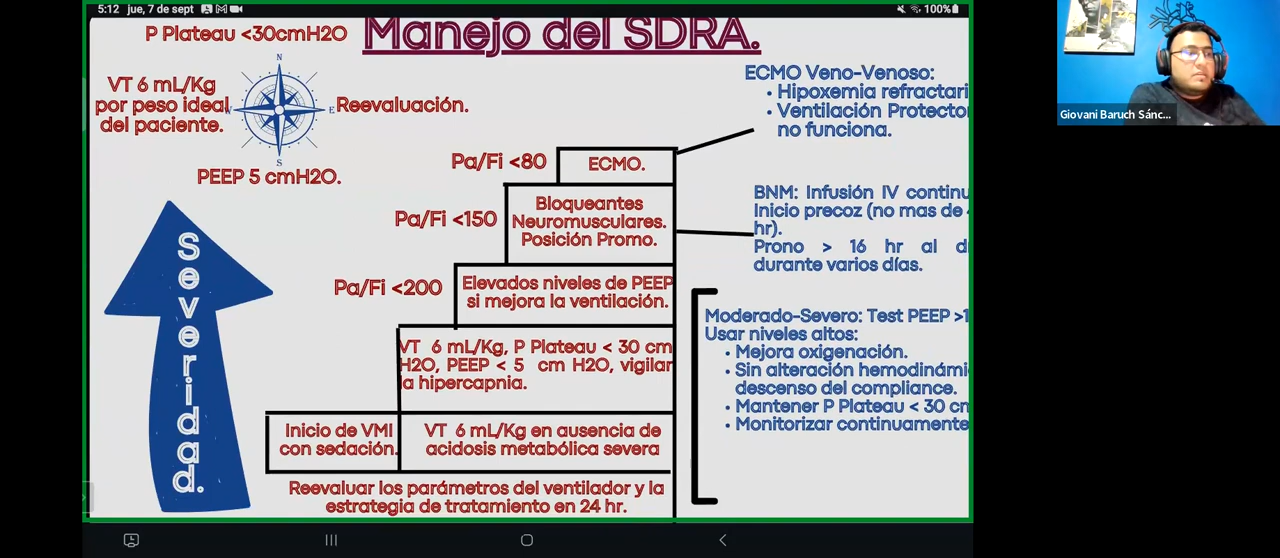 5:12 jue, 7 de sept
100%
Manejo del SDRA.
P Plateau <30cmH2O
VT 6 mL/Kg
por peso ideal
del paciente.
N
W
E
S
Reevaluación.
PEEP 5 cmH2O.
Severidad.
Pa/Fi <80
ECMO.
Pa/Fi <150
Bloqueantes
Neuromusculares.
Posición Promo.
Pa/Fi <200
Elevados niveles de PEEP
si mejora la ventilación.
VT 6 mL/Kg, P Plateau < 30 cm
H2O, PEEP < 5 cm H2O, vigilar
la hipercapnia.
Inicio de VMI
con sedación.
VT 6 mL/Kg en ausencia de
acidosis metabólica severa
Reevaluar los parámetros del ventilador y la
estrategia de tratamiento en 24 hr.
ECMO Veno-Venoso:
• Hipoxemia refractari
• Ventilación Protecto
no funciona.
BNM: Infusión IV continu
Inicio precoz (no mas de
hr).
Prono > 16 hr al d
durante varios días.
Moderado-Severo: Test PEEP >1
Usar niveles altos:
• Mejora oxigenación.
• Sin alteración hemodinámi
descenso del compliance.
• Mantener P Plateau < 30 cm
• Monitorizar continuamente
Giovani Baruch Sánc...